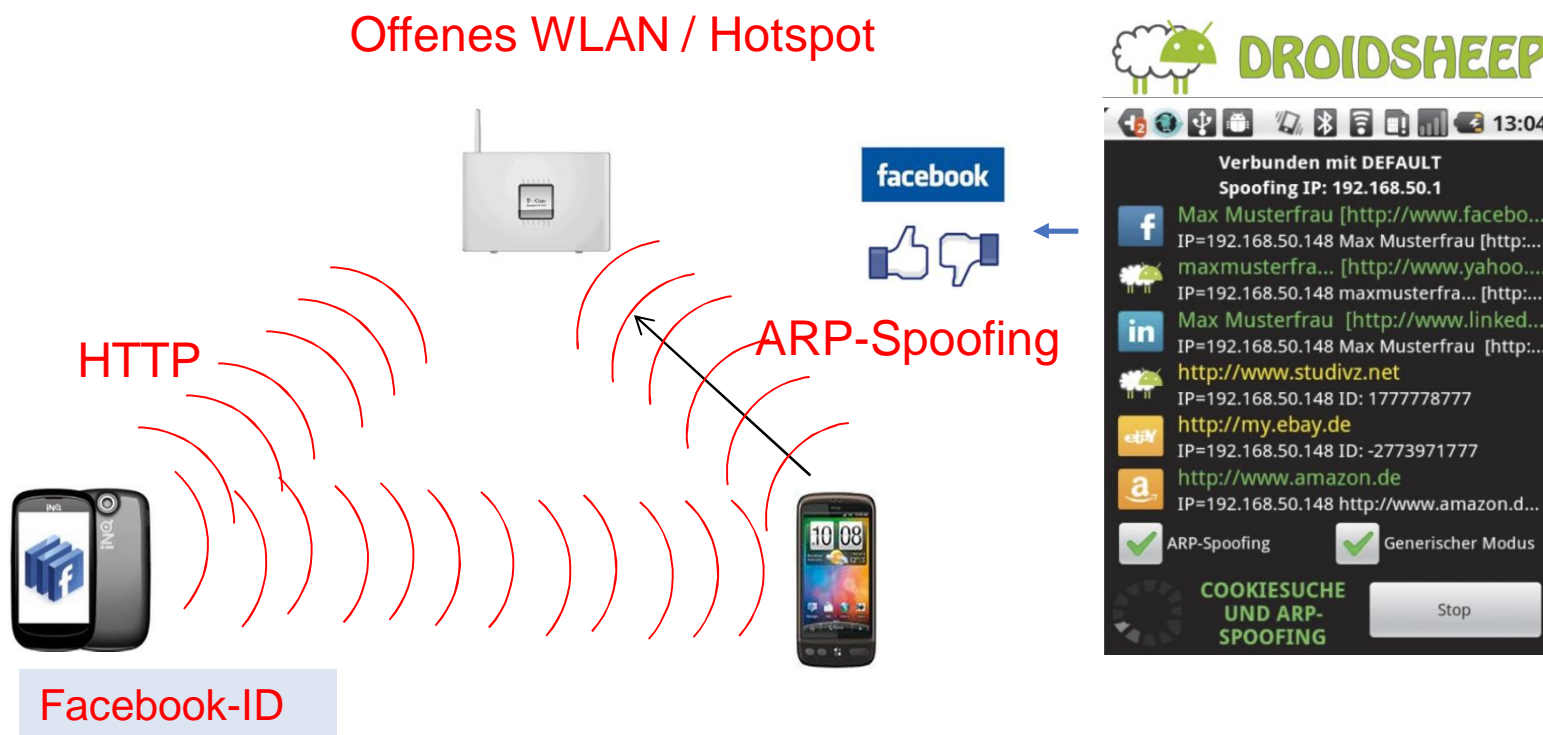 Offenes WLAN / Hotspot
DROIDSHEEP
facebook
HTTP
ARP-Spoofing
INQ
INQ
10 08
Facebook-ID
13:04
Verbunden mit DEFAULT
Spoofing IP: 192.168.50.1
f Max Musterfrau [http://www.facebo...
IP=192.168.50.148 Max Musterfrau [http:...
maxmusterfra... [http://www.yahoo....
IP=192.168.50.148 maxmusterfra... [http:...
in Max Musterfrau [http://www.linked...
IP=192.168.50.148 Max Musterfrau [http:...
http://www.studivz.net
IP=192.168.50.148 ID: 1777778777
ebay http://my.ebay.de
IP=192.168.50.148 ID: -2773971777
a http://www.amazon.de
IP=192.168.50.148 http://www.amazon.d...
ARP-Spoofing Generischer Modus
COOKIESUCHE
UND ARP-
SPOOFING
Stop